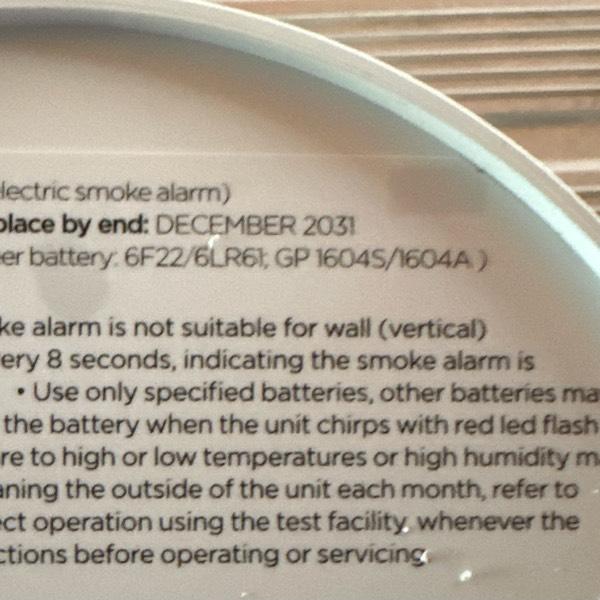 lectric smoke alarm)
place by end: DECEMBER 2031
er battery: 6F22/6LR61; GP 1604S/1604A )
ke alarm is not suitable for wall (vertical)
ery 8 seconds, indicating the smoke alarm is
• Use only specified batteries, other batteries ma
the battery when the unit chirps with red led flash
re to high or low temperatures or high humidity m
aning the outside of the unit each month, refer to
ect operation using the test facility, whenever the
ctions before operating or servicing.